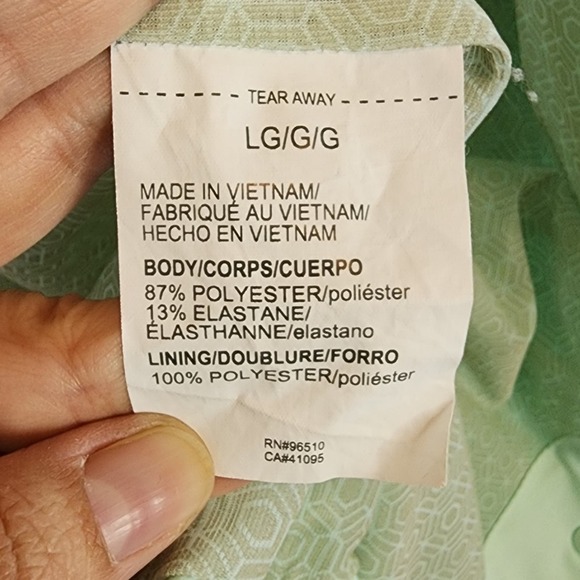 TEAR AWAY
LG/G/G
MADE IN VIETNAM/
FABRIQUÉ AU VIETNAM/
HECHO EN VIETNAM
BODY/CORPS/CUERPO
87% POLYESTER/poliéster
13% ELASTANE/
ÉLASTHANNE/elastano
LINING/DOUBLURE/FORRO
100% POLYESTER/poliéster
RN#96510
CA#41095